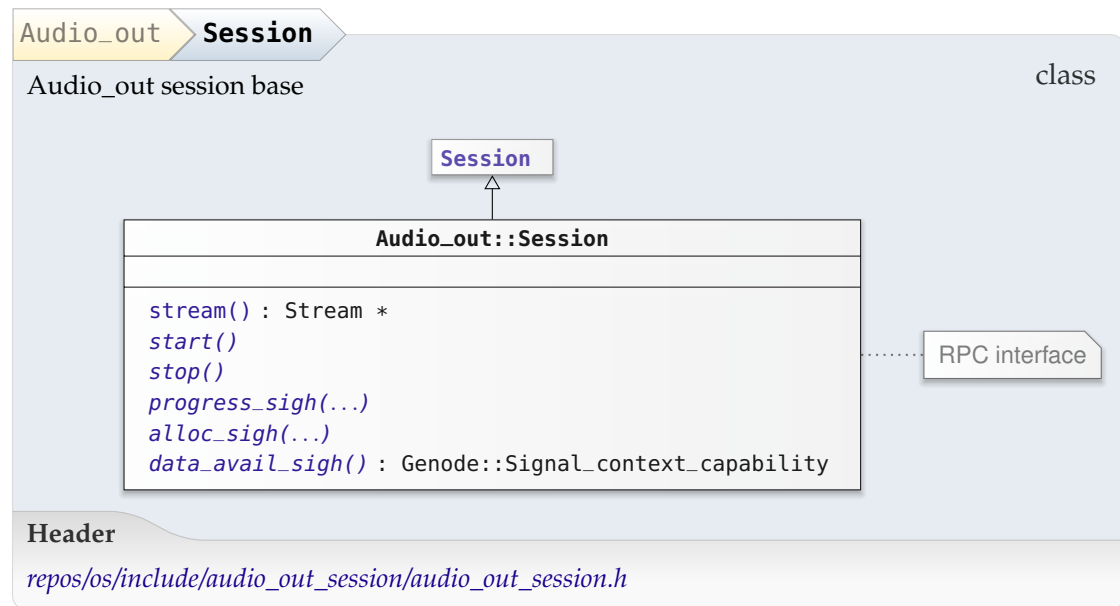 Audio_out Session
class
Audio_out session base
Session
Audio_out::Session
stream() : Stream *
start()
stop()
progress_sigh(...)
alloc_sigh(...)
data_avail_sigh() : Genode::Signal_context_capability
RPC interface
Header
repos/os/include/audio_out_session/audio_out_session.h